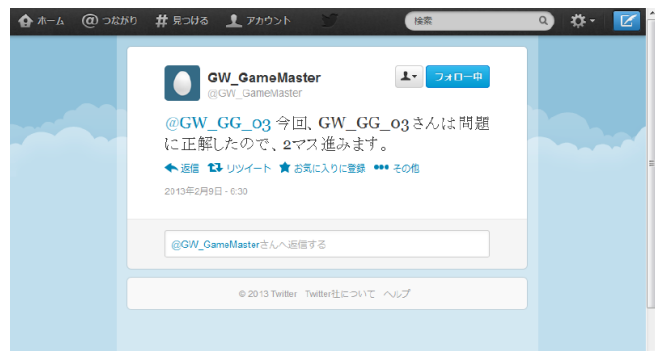 ホーム @ つながり # 見つける アカウント 検索
GW_GameMaster
@GW_GameMaster
フォロー中
@GW_GG_03 今回、GW_GG_03さんは問題
に正解したので、2マス進みます。
返信 リツイート お気に入りに登録 ••• その他
2013年2月9日 - 6:30
@GW_GameMasterさんへ返信する
© 2013 Twitter Twitter社について ヘルプ